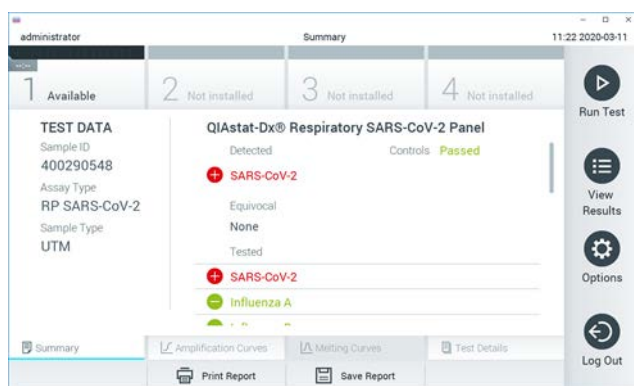 administrator
Summary
11:22 2020-03-11
1 Available
2 Not installed
3 Not installed
4 Not installed
Run Test
View
Results
Options
Log Out
TEST DATA
Sample ID
400290548
Assay Type
RP SARS-CoV-2
Sample Type
UTM
QIAstat-Dx® Respiratory SARS-CoV-2 Panel
Detected
Controls Passed
SARS-CoV-2
Equivocal
None
Tested
SARS-CoV-2
Influenza A
Summary
Amplification Curves
Melting Curves
Test Details
Print Report
Save Report